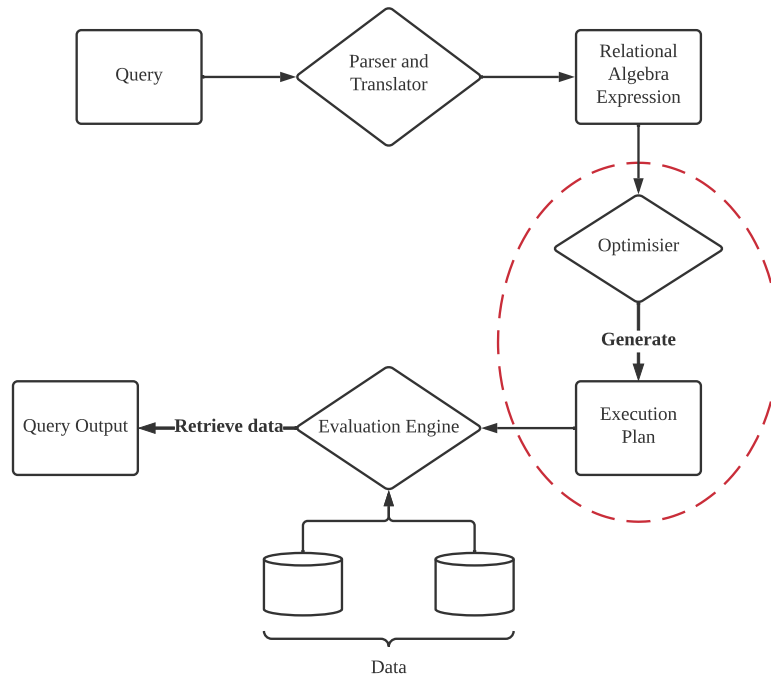 Query
Parser and
Translator
Relational
Algebra
Expression
Optimisier
Generate
Execution
Plan
Evaluation Engine
Retrieve data
Query Output
Data